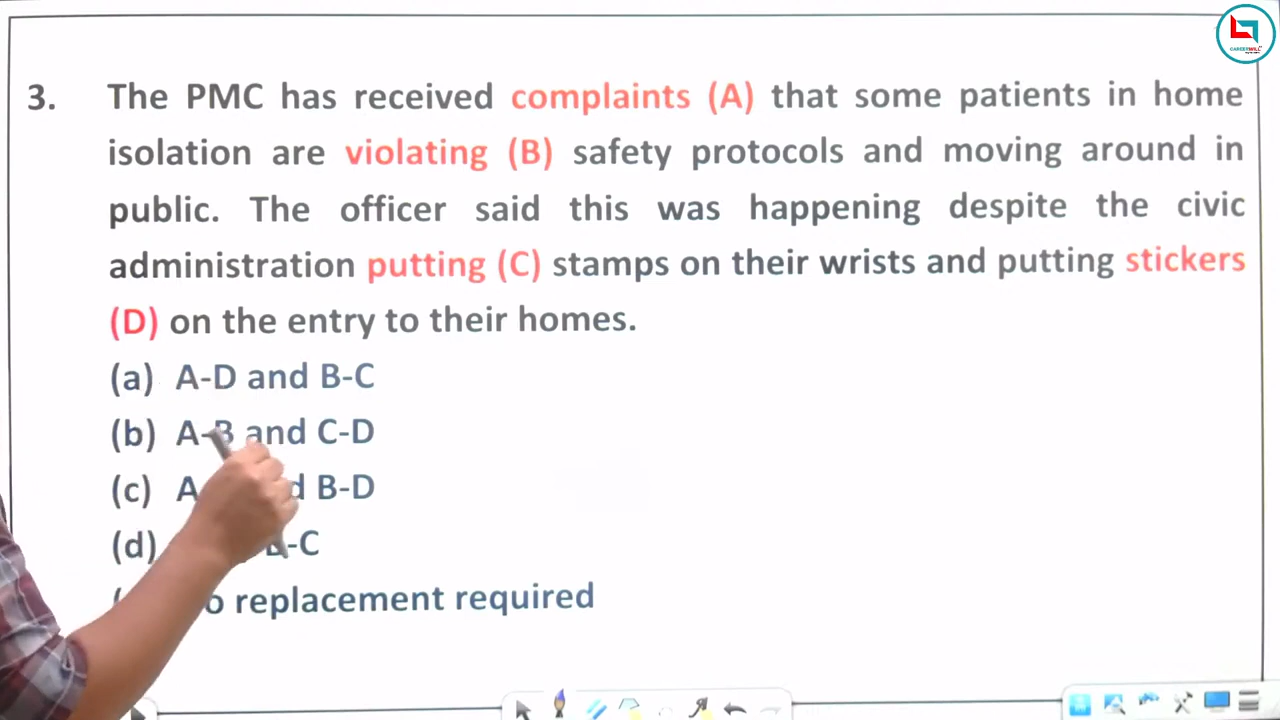 CAREERWILL
3. The PMC has received complaints (A) that some patients in home
isolation are violating (B) safety protocols and moving around in
public. The officer said this was happening despite the civic
administration putting (C) stamps on their wrists and putting stickers
(D) on the entry to their homes.
(a) A-D and B-C
(b) A-B and C-D
(c) A B-D
(d) -C
replacement required